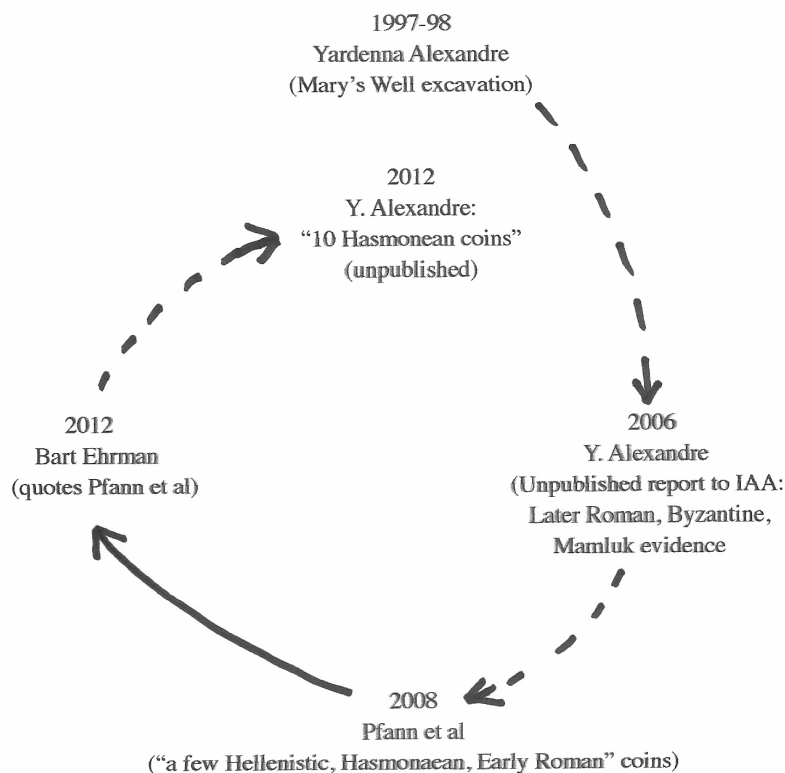 1997-98
Yardenna Alexandre
(Mary's Well excavation)
2012
Y. Alexandre:
“10 Hasmonean coins”
(unpublished)
2006
Y. Alexandre
(Unpublished report to IAA:
Later Roman, Byzantine,
Mamluk evidence
2012
Bart Ehrman
(quotes Pfann et al)
2008
Pfann et al
(“a few Hellenistic, Hasmonaean, Early Roman” coins)